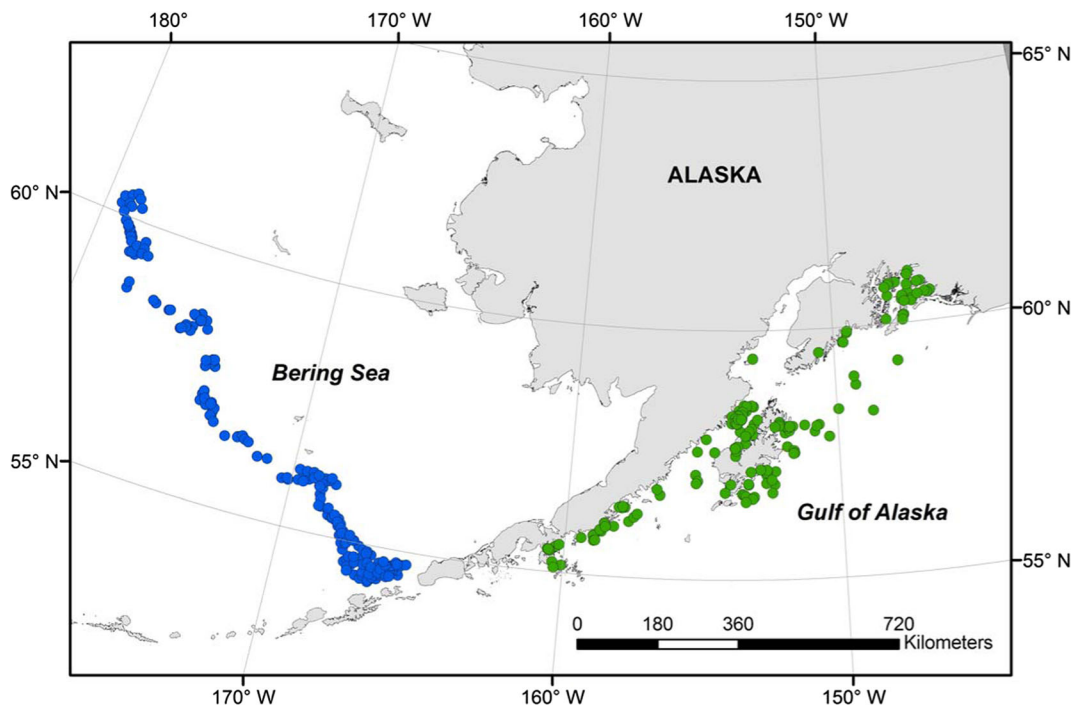 180°
170° W
160° W
150° W
65° N
ALASKA
60° N
60° N
Bering Sea
55° N
Gulf of Alaska
55° N
0 180 360 720
Kilometers
170° W
160° W
150° W